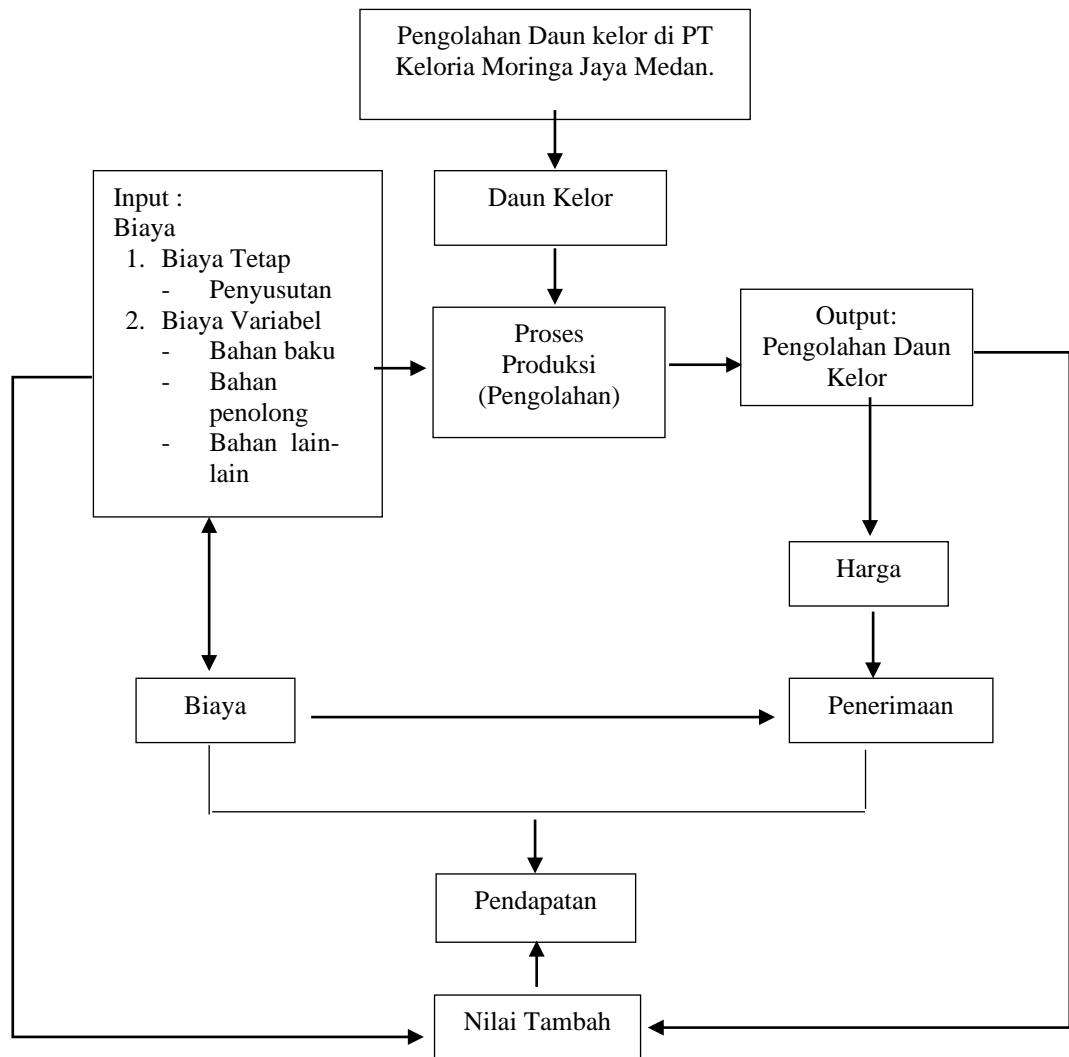 Pengolahan Daun kelor di PT
Keloria Moringa Jaya Medan.
Input :
Biaya
1. Biaya Tetap
- Penyusutan
2. Biaya Variabel
- Bahan baku
- Bahan
penolong
- Bahan lain-
lain
Daun Kelor
Proses
Produksi
(Pengolahan)
Output:
Pengolahan Daun
Kelor
Harga
Biaya
Penerimaan
Pendapatan
Nilai Tambah